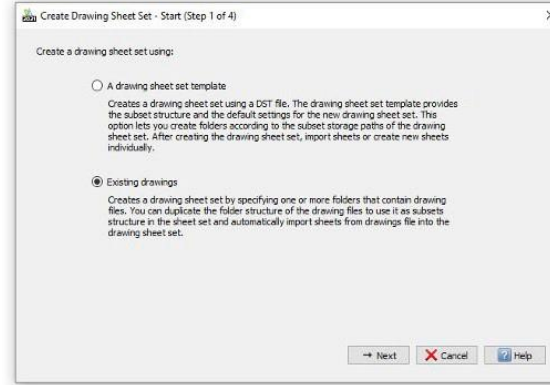 Create Drawing Sheet Set - Start (Step 1 of 4)
Create a drawing sheet set using:
A drawing sheet set template
Creates a drawing sheet set using a DST file. The drawing sheet set template provides
the subset structure and the default settings for the new drawing sheet set. This
option lets you create folders according to the subset storage paths of the drawing
sheet set. After creating the drawing sheet set, import sheets or create new sheets
individually.
Existing drawings
Creates a drawing sheet set by specifying one or more folders that contain drawing
files. You can duplicate the folder structure of the drawing files to use it as subsets
structure in the sheet set and automatically import sheets from drawings file into the
drawing sheet set.
→ Next Cancel Help